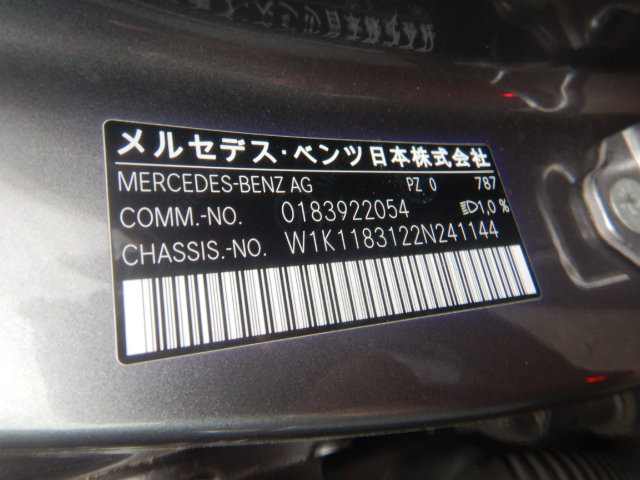 メルセデス・ベンツ日本株式会社
MERCEDES-BENZ AG PZ 0 787
COMM.-NO. 0183922054 1,0 %
CHASSIS.-NO. W1K1183122N241144